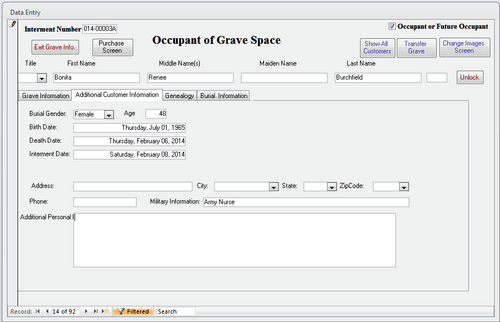 Data Entry
Interment Number 014-00003A
Occupant or Future Occupant
Exit Grave Info.
Purchase Screen
Occupant of Grave Space
Show All Customers
Transfer Grave
Change Images Screen
Title First Name Middle Name(s) Maiden Name Last Name
Bonita Renee Burchfield Unlock
Grave Information Additional Customer Information Genealogy Burial Information
Burial Gender: Female Age 48
Birth Date: Thursday, July 01, 1965
Death Date: Thursday, February 06, 2014
Interment Date: Saturday, February 08, 2014
Address: City: State: ZipCode:
Phone: Military Information: Army Nurse
Additional Personal I
Record: 14 of 92 Filtered Search